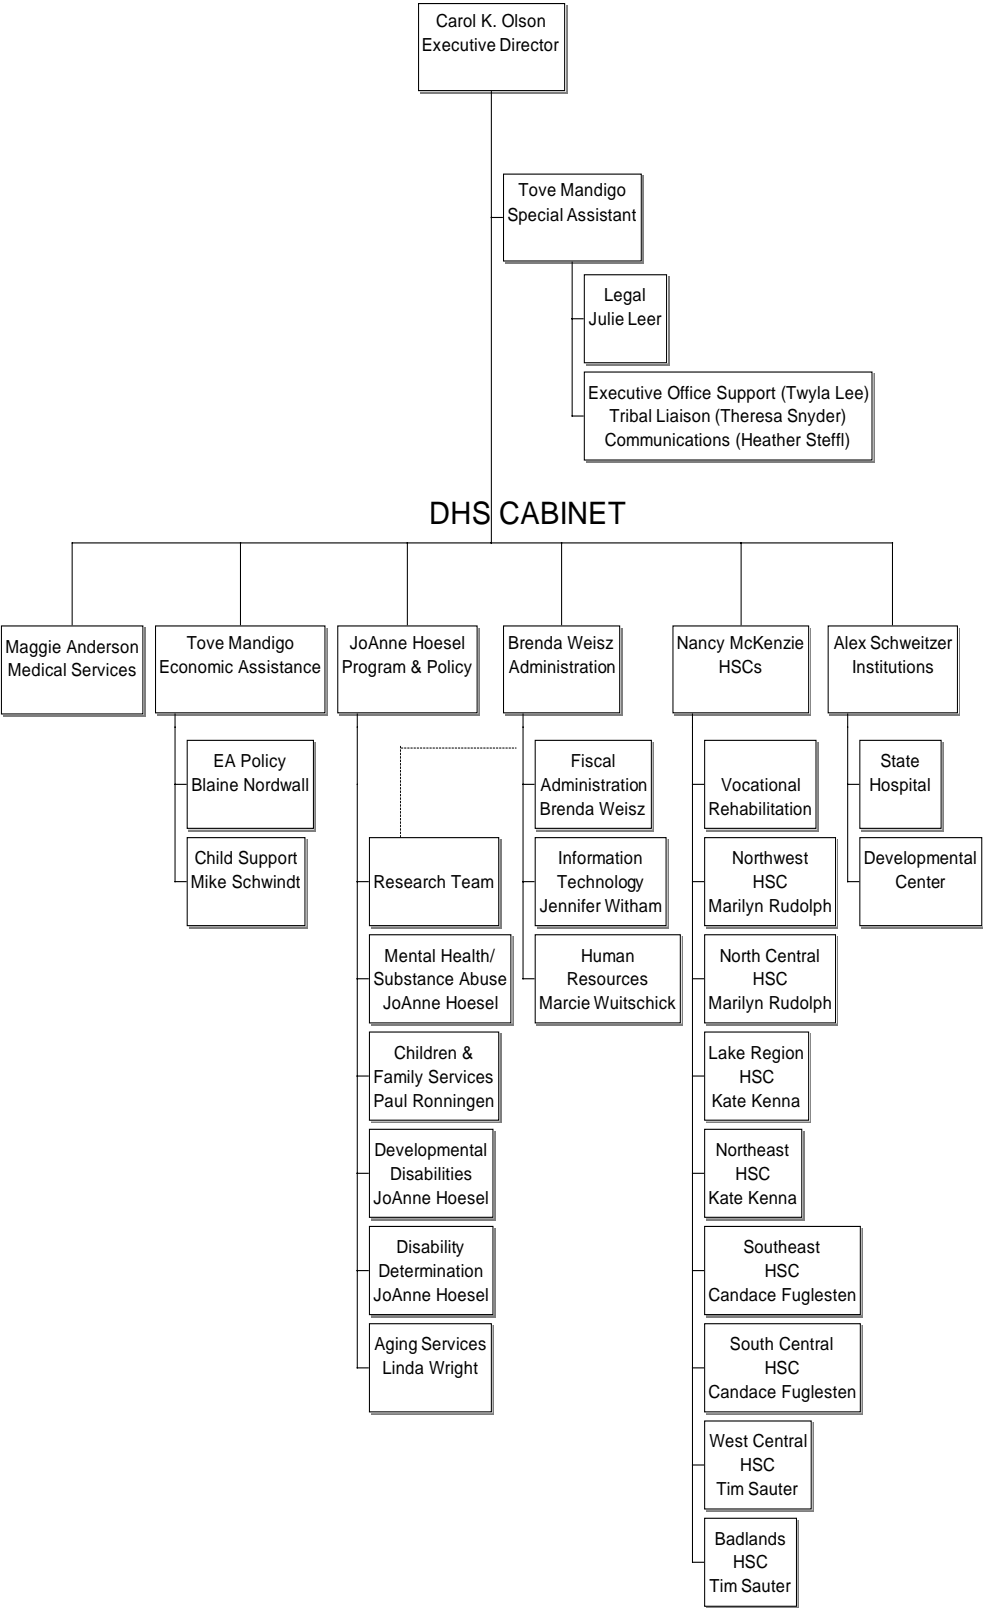 Carol K. Olson
Executive Director
Tove Mandigo
Special Assistant
Legal
Julie Leer
Executive Office Support (Twyla Lee)
Tribal Liaison (Theresa Snyder)
Communications (Heather Steffl)
DHS CABINET
Maggie Anderson
Medical Services
Tove Mandigo
Economic Assistance
EA Policy
Blaine Nordwall
Child Support
Mike Schwindt
JoAnne Hoesel
Program & Policy
Research Team
Mental Health/
Substance Abuse
JoAnne Hoesel
Children &
Family Services
Paul Ronningen
Developmental
Disabilities
JoAnne Hoesel
Disability
Determination
JoAnne Hoesel
Aging Services
Linda Wright
Brenda Weisz
Administration
Fiscal
Administration
Brenda Weisz
Information
Technology
Jennifer Witham
Human
Resources
Marcie Wuitschick
Nancy McKenzie
HSCs
Vocational
Rehabilitation
Northwest
HSC
Marilyn Rudolph
North Central
HSC
Marilyn Rudolph
Lake Region
HSC
Kate Kenna
Northeast
HSC
Kate Kenna
Southeast
HSC
Candace Fuglesten
South Central
HSC
Candace Fuglesten
West Central
HSC
Tim Sauter
Badlands
HSC
Tim Sauter
Alex Schweitzer
Institutions
State
Hospital
Developmental
Center